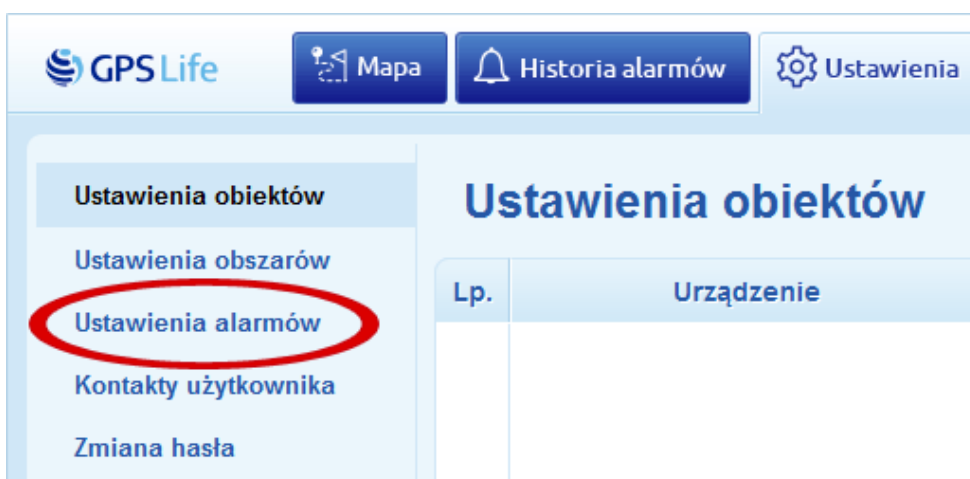 GPS Life
Mapa
Historia alarmów
Ustawienia
Ustawienia obiektów
Ustawienia obszarów
Ustawienia alarmów
Kontakty użytkownika
Zmiana hasła
Ustawienia obiektów
Lp.
Urządzenie